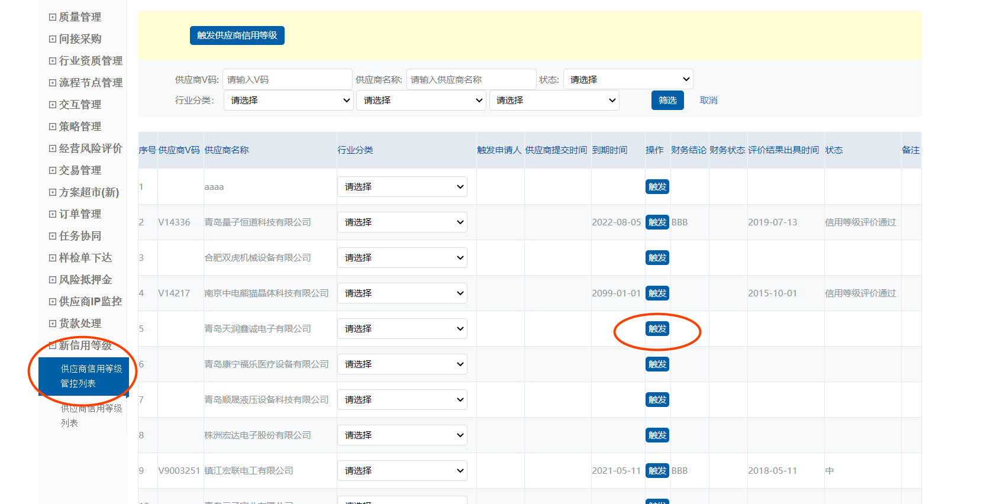 质量管理
间接采购
行业资质管理
流程节点管理
交互管理
策略管理
经营风险评价
交易管理
方案超市(新)
订单管理
任务协同
样检单下达
风险抵押金
供应商IP监控
货款处理
新信用等级
供应商信用等级
管控列表
供应商信用等级
列表
触发供应商信用等级
供应商V码: 请输入V码 供应商名称: 请输入供应商名称 状态: 请选择
行业分类: 请选择 请选择 请选择 筛选 取消
序号 供应商V码 供应商名称 行业分类 触发申请人 供应商提交时间 到期时间 操作 财务结论 财务状态 评价结果出具时间 状态 备注
1 aaaa 请选择 触发
2 V14336 青岛量子恒道科技有限公司 请选择 2022-08-05 触发 BBB 2019-07-13 信用等级评价通过
3 合肥双虎机械设备有限公司 请选择 触发
4 V14217 南京中电熊猫晶体科技有限公司 请选择 2099-01-01 触发 2015-10-01 信用等级评价通过
5 青岛天润鑫诚电子有限公司 请选择 触发
6 青岛康宁福乐医疗设备有限公司 请选择 触发
7 青岛顺晟液压设备科技有限公司 请选择 触发
8 株洲宏达电子股份有限公司 请选择 触发
9 V9003251 镇江宏联电工有限公司 请选择 2021-05-11 触发 BBB 2018-05-11 中